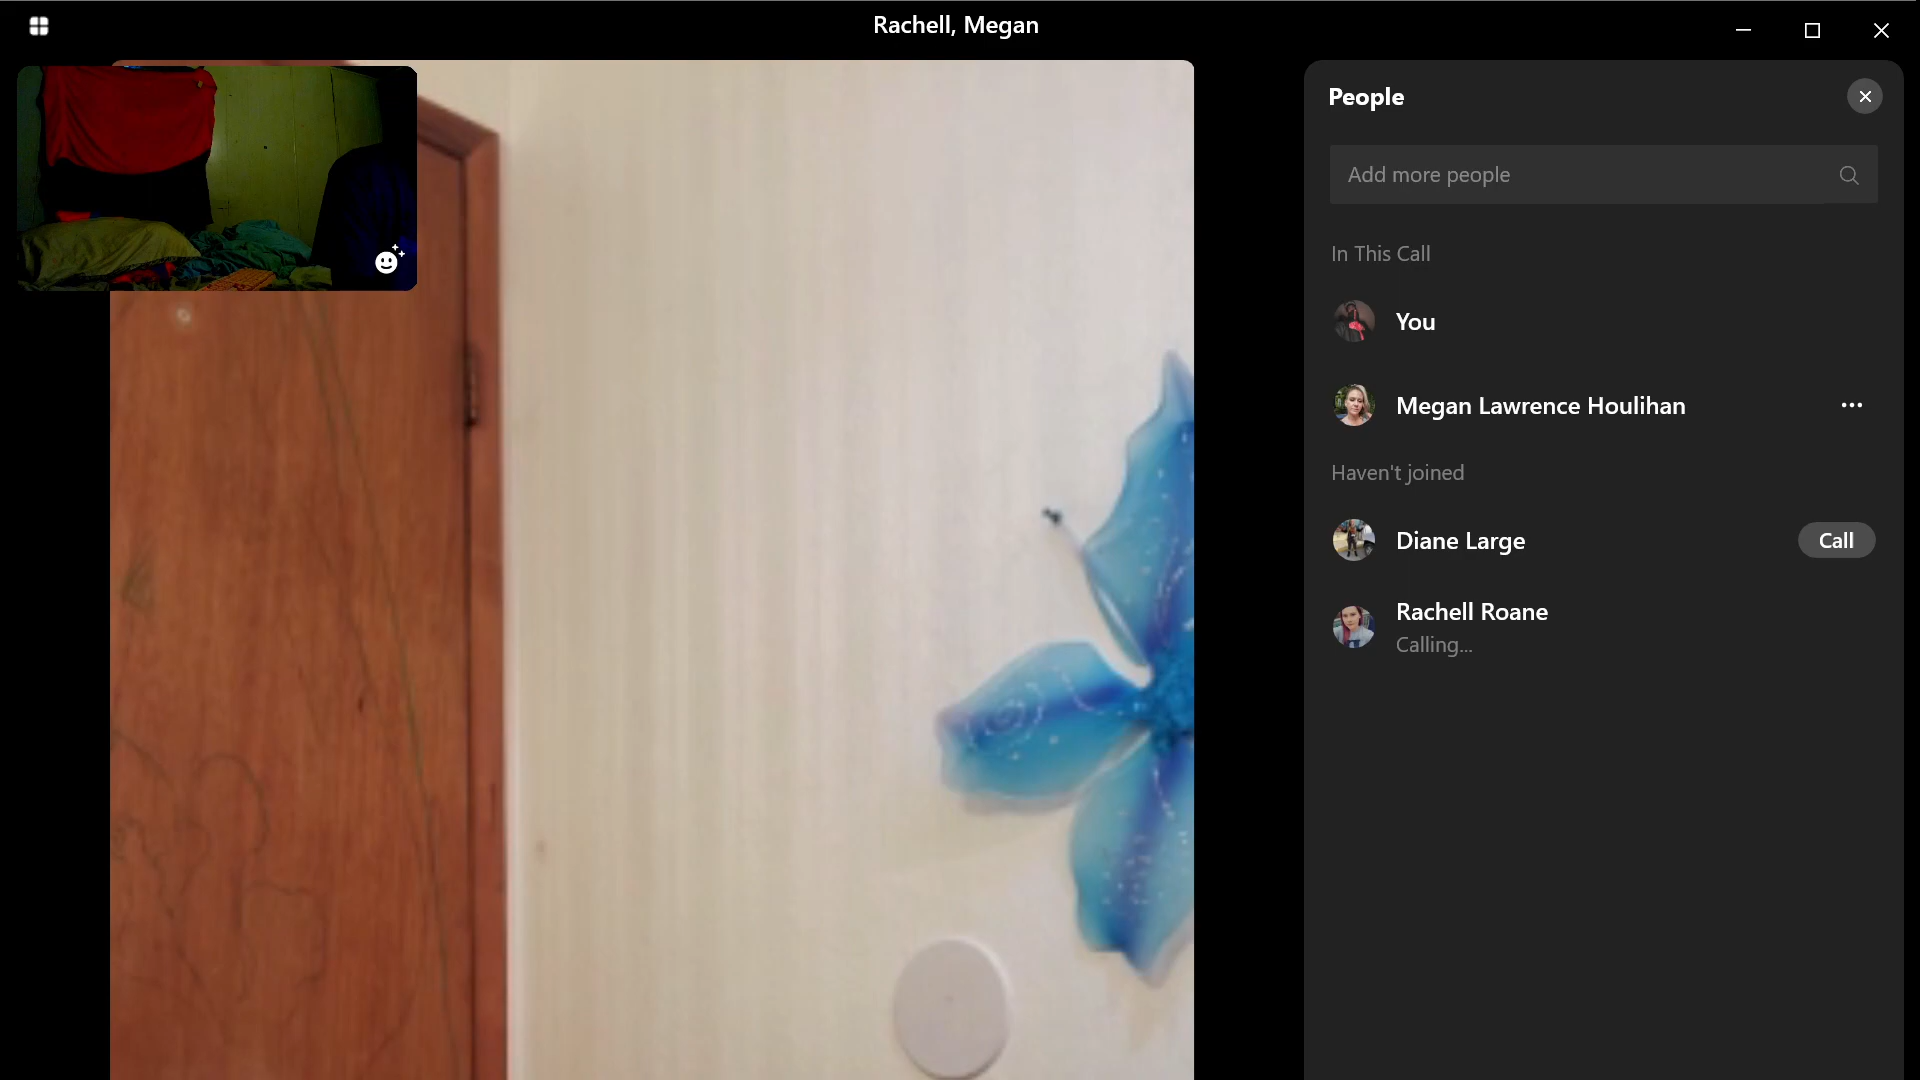 Rachell, Megan
People
Add more people
In This Call
You
Megan Lawrence Houlihan
Haven't joined
Diane Large
Call
Rachell Roane
Calling...